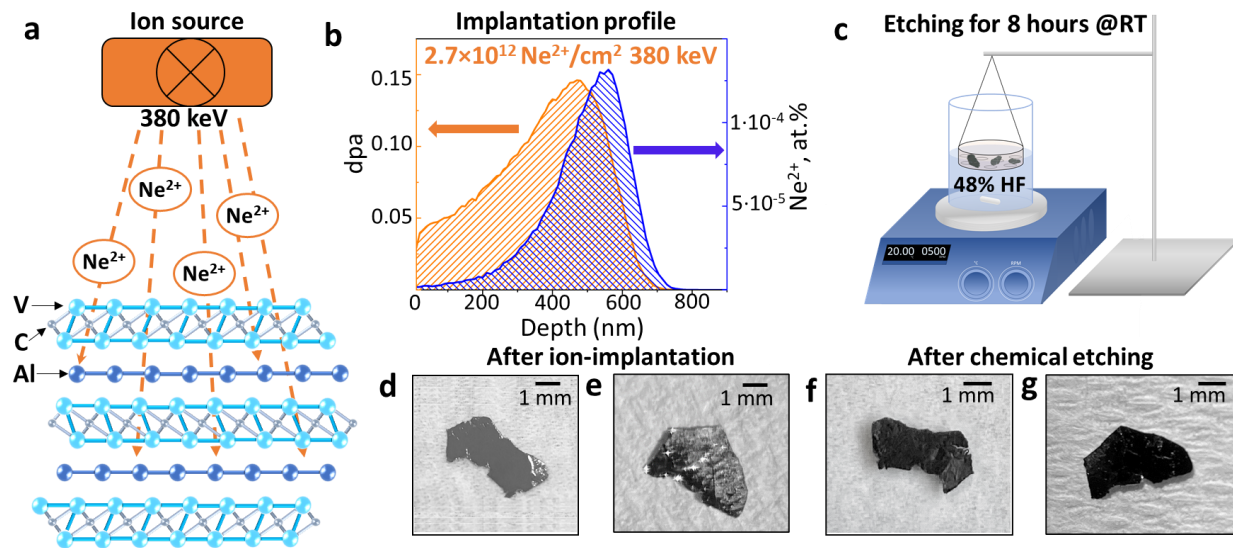 a
Ion source
380 keV
Ne²⁺
Ne²⁺
Ne²⁺
Ne²⁺
V
C
Al
b
Implantation profile
2.7×10¹² Ne²⁺/cm² 380 keV
dpa
0.15
0.10
0.05
0
200
400
600
Depth (nm)
1·10⁻⁴
5·10⁻⁵
Ne²⁺, at.%
c
Etching for 8 hours @RT
48% HF
20.00 0500
°C
RPM
After ion-implantation
d
1 mm
e
1 mm
After chemical etching
f
1 mm
g
1 mm